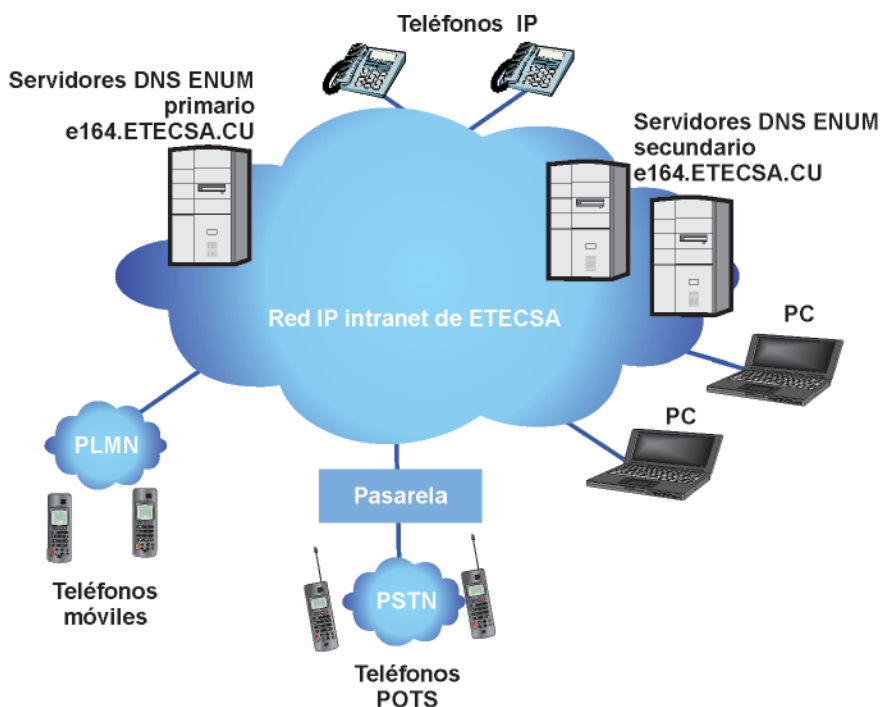 Teléfonos IP
Servidores DNS ENUM
primario
e164.ETECSA.CU
Servidores DNS ENUM
secundario
e164.ETECSA.CU
Red IP intranet de ETECSA
PC
PC
PLMN
Pasarela
Teléfonos
móviles
PSTN
Teléfonos
POTS